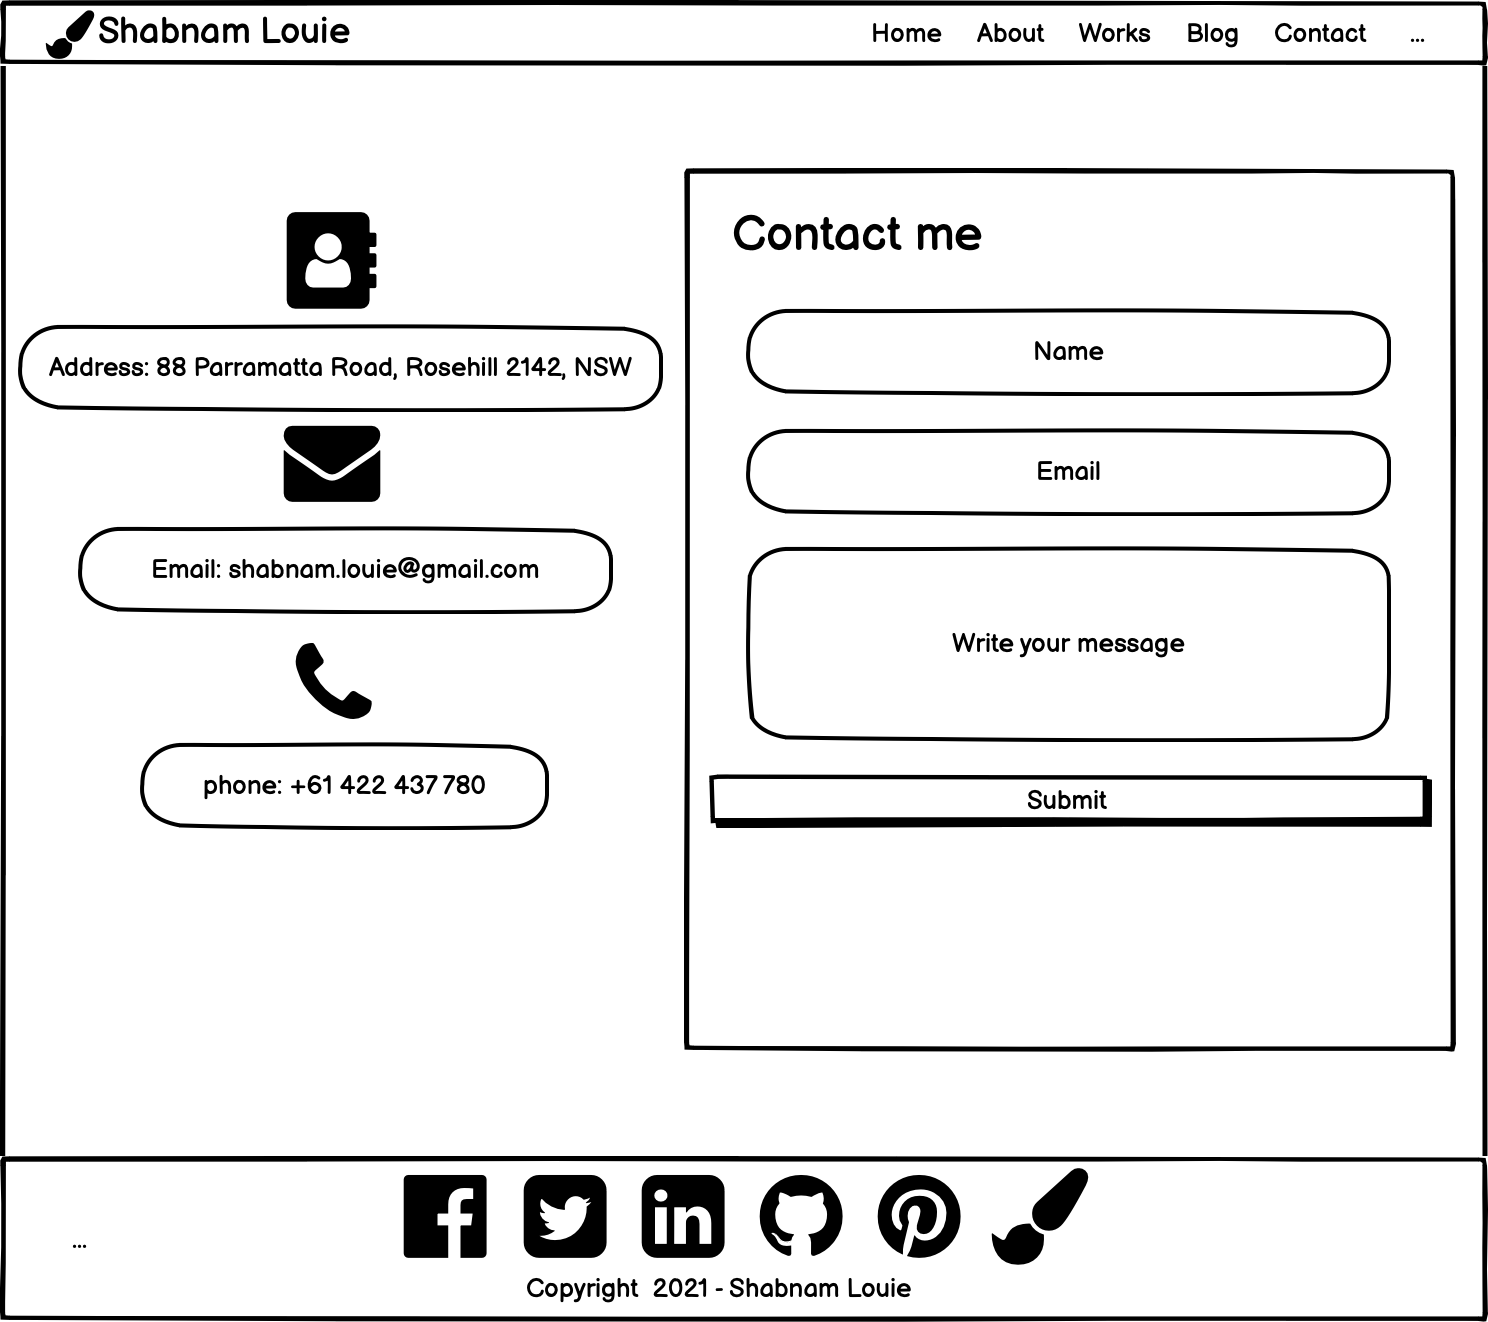 Shabnam Louie
Home About Works Blog Contact ...
Address: 88 Parramatta Road, Rosehill 2142, NSW
Email: shabnam.louie@gmail.com
phone: +61 422 437 780
Contact me
Name
Email
Write your message
Submit
...
Copyright 2021 - Shabnam Louie